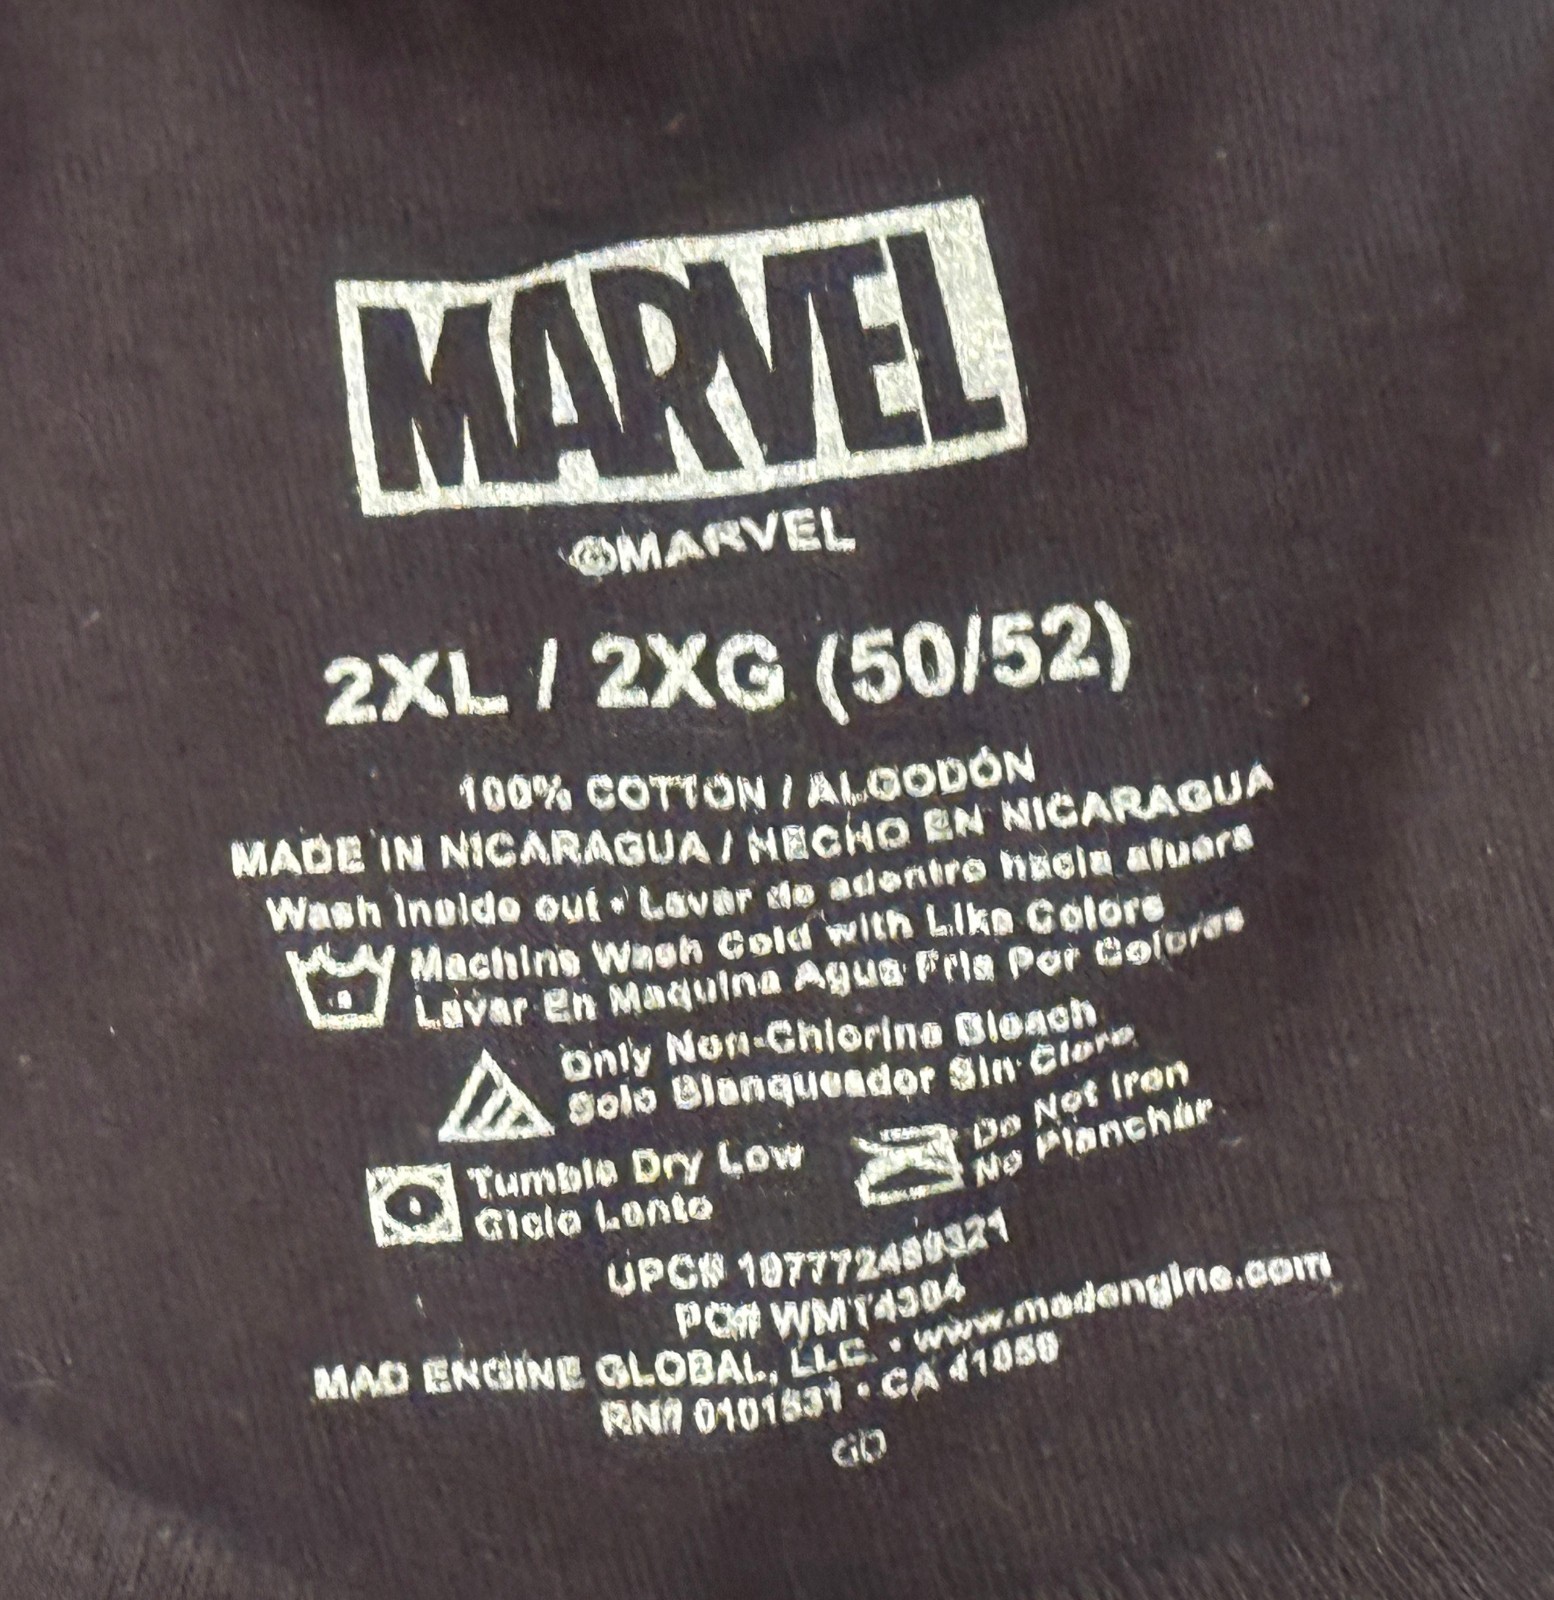 MARVEL
©MARVEL
2XL / 2XG (50/52)
100% COTTON / ALGODÓN
MADE IN NICARAGUA / HECHO EN NICARAGUA
Wash inside out • Lavar de adentro hacia afuera
Machine Wash Cold with Like Colors
Lavar En Maquina Agua Fria Por Colores
Only Non-Chlorine Bleach
Solo Blanqueador Sin Cloro
Tumble Dry Low
Ciclo Lento
Do Not Iron
No Planchar
UPC#
PO# WMT4304
MAD ENGINE GLOBAL, LLC. • www.madengine.com
RN# • CA
GD